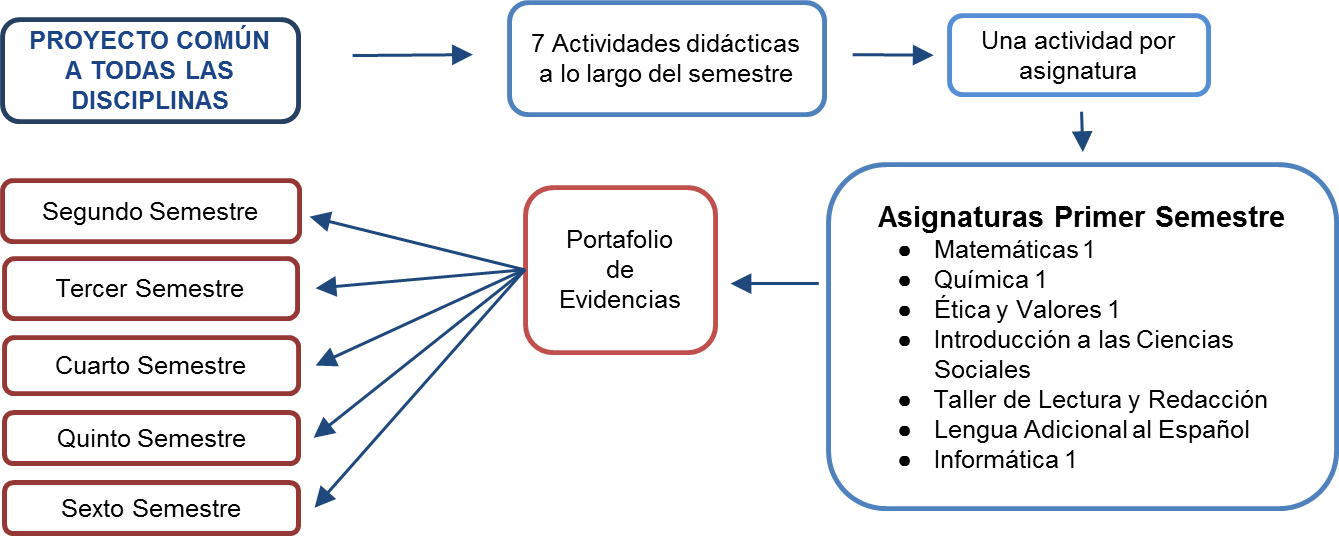 PROYECTO COMÚN
A TODAS LAS
DISCIPLINAS
7 Actividades didácticas
a lo largo del semestre
Una actividad por
asignatura
Asignaturas Primer Semestre
● Matemáticas 1
● Química 1
● Ética y Valores 1
● Introducción a las Ciencias
Sociales
● Taller de Lectura y Redacción
● Lengua Adicional al Español
● Informática 1
Portafolio
de
Evidencias
Segundo Semestre
Tercer Semestre
Cuarto Semestre
Quinto Semestre
Sexto Semestre